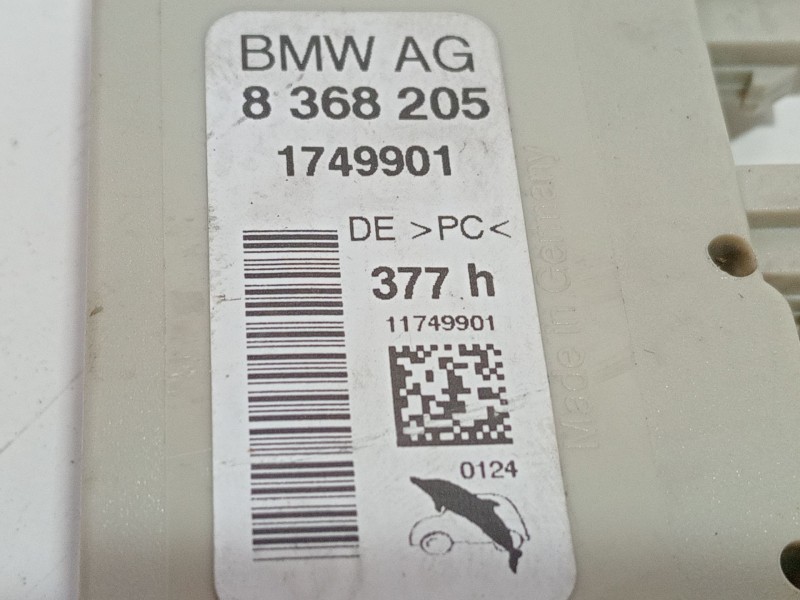 BMW AG
8 368 205
1749901
DE >PC<
377 h
11749901
0124
Made in Germany